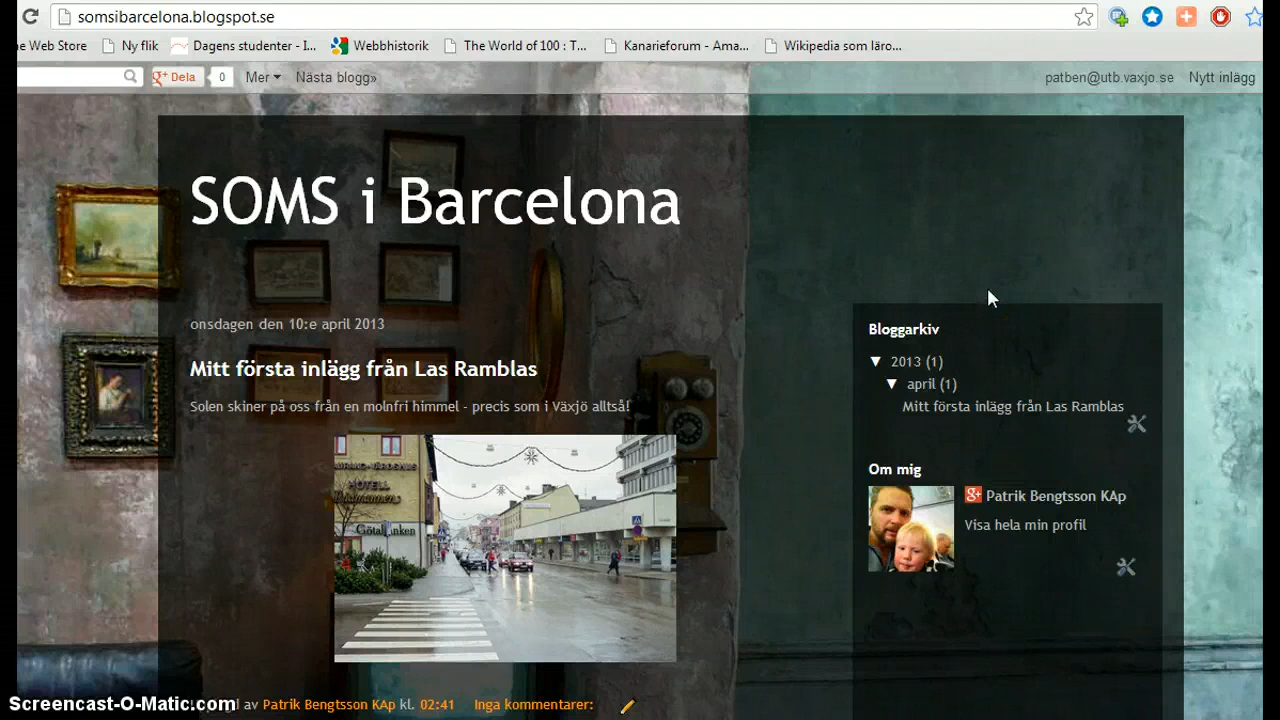 somsibarcelona.blogspot.se
he Web Store Ny flik Dagens studenter - I... Webbhistorik The World of 100 : T... Kanarieforum - Ama... Wikipedia som läro...
g+ Dela 0 Mer Nästa blogg» patben@utb.vaxjo.se Nytt inlägg
SOMS i Barcelona
onsdagen den 10:e april 2013
Mitt första inlägg från Las Ramblas
Solen skiner på oss från en molnfri himmel - precis som i Växjö alltså!
HOTELL
Götabanken
av Patrik Bengtsson KAp kl. 02:41 Inga kommentarer:
Bloggarkiv
▼ 2013 (1)
▼ april (1)
Mitt första inlägg från Las Ramblas
Om mig
g+ Patrik Bengtsson KAp
Visa hela min profil
Screencast-O-Matic.com